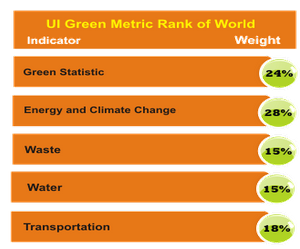 UI Green Metric Rank of World
Indicator Weight
Green Statistic 24%
Energy and Climate Change 28%
Waste 15%
Water 15%
Transportation 18%